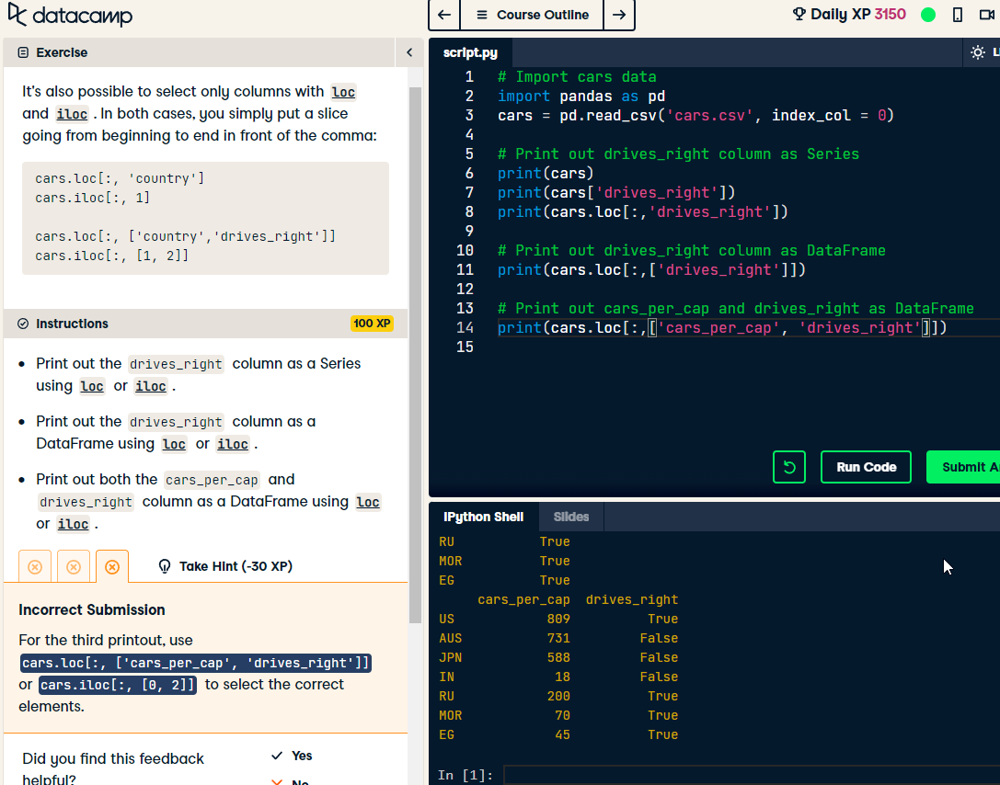 datacamp
Course Outline
Daily XP 3150
Exercise
It's also possible to select only columns with loc
and iloc . In both cases, you simply put a slice
going from beginning to end in front of the comma:
cars.loc[:, 'country']
cars.iloc[:, 1]
cars.loc[:, ['country','drives_right']]
cars.iloc[:, [1, 2]]
Instructions
100 XP
Print out the drives_right column as a Series
using loc or iloc .
Print out the drives_right column as a
DataFrame using loc or iloc .
Print out both the cars_per_cap and
drives_right column as a DataFrame using loc
or iloc .
Take Hint (-30 XP)
Incorrect Submission
For the third printout, use
cars.loc[:, ['cars_per_cap', 'drives_right']]
or cars.iloc[:, [0, 2]] to select the correct
elements.
Did you find this feedback
helpful?
Yes
No
script.py
1 # Import cars data
2 import pandas as pd
3 cars = pd.read_csv('cars.csv', index_col = 0)
4
5 # Print out drives_right column as Series
6 print(cars)
7 print(cars['drives_right'])
8 print(cars.loc[:,'drives_right'])
9
10 # Print out drives_right column as DataFrame
11 print(cars.loc[:,['drives_right']])
12
13 # Print out cars_per_cap and drives_right as DataFrame
14 print(cars.loc[:,['cars_per_cap', 'drives_right']])
15
Run Code
Submit
IPython Shell
Slides
RU True
MOR True
EG True
cars_per_cap drives_right
US 809 True
AUS 731 False
JPN 588 False
IN 18 False
RU 200 True
MOR 70 True
EG 45 True
In [1]: